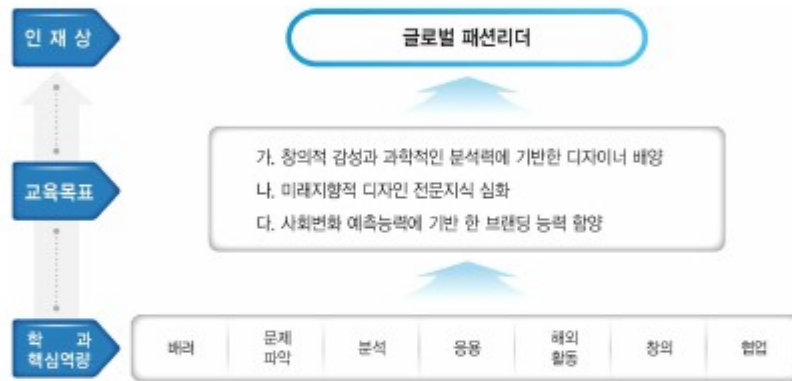 인 재 상
글로벌 패션리더
교육목표
가. 창의적 감성과 과학적인 분석력에 기반한 디자이너 배양
나. 미래지향적 디자인 전문지식 심화
다. 사회변화 예측능력에 기반 한 브랜딩 능력 함양
학 과
핵심역량
배려
문제
파악
분석
응용
해외
활동
창의
협업